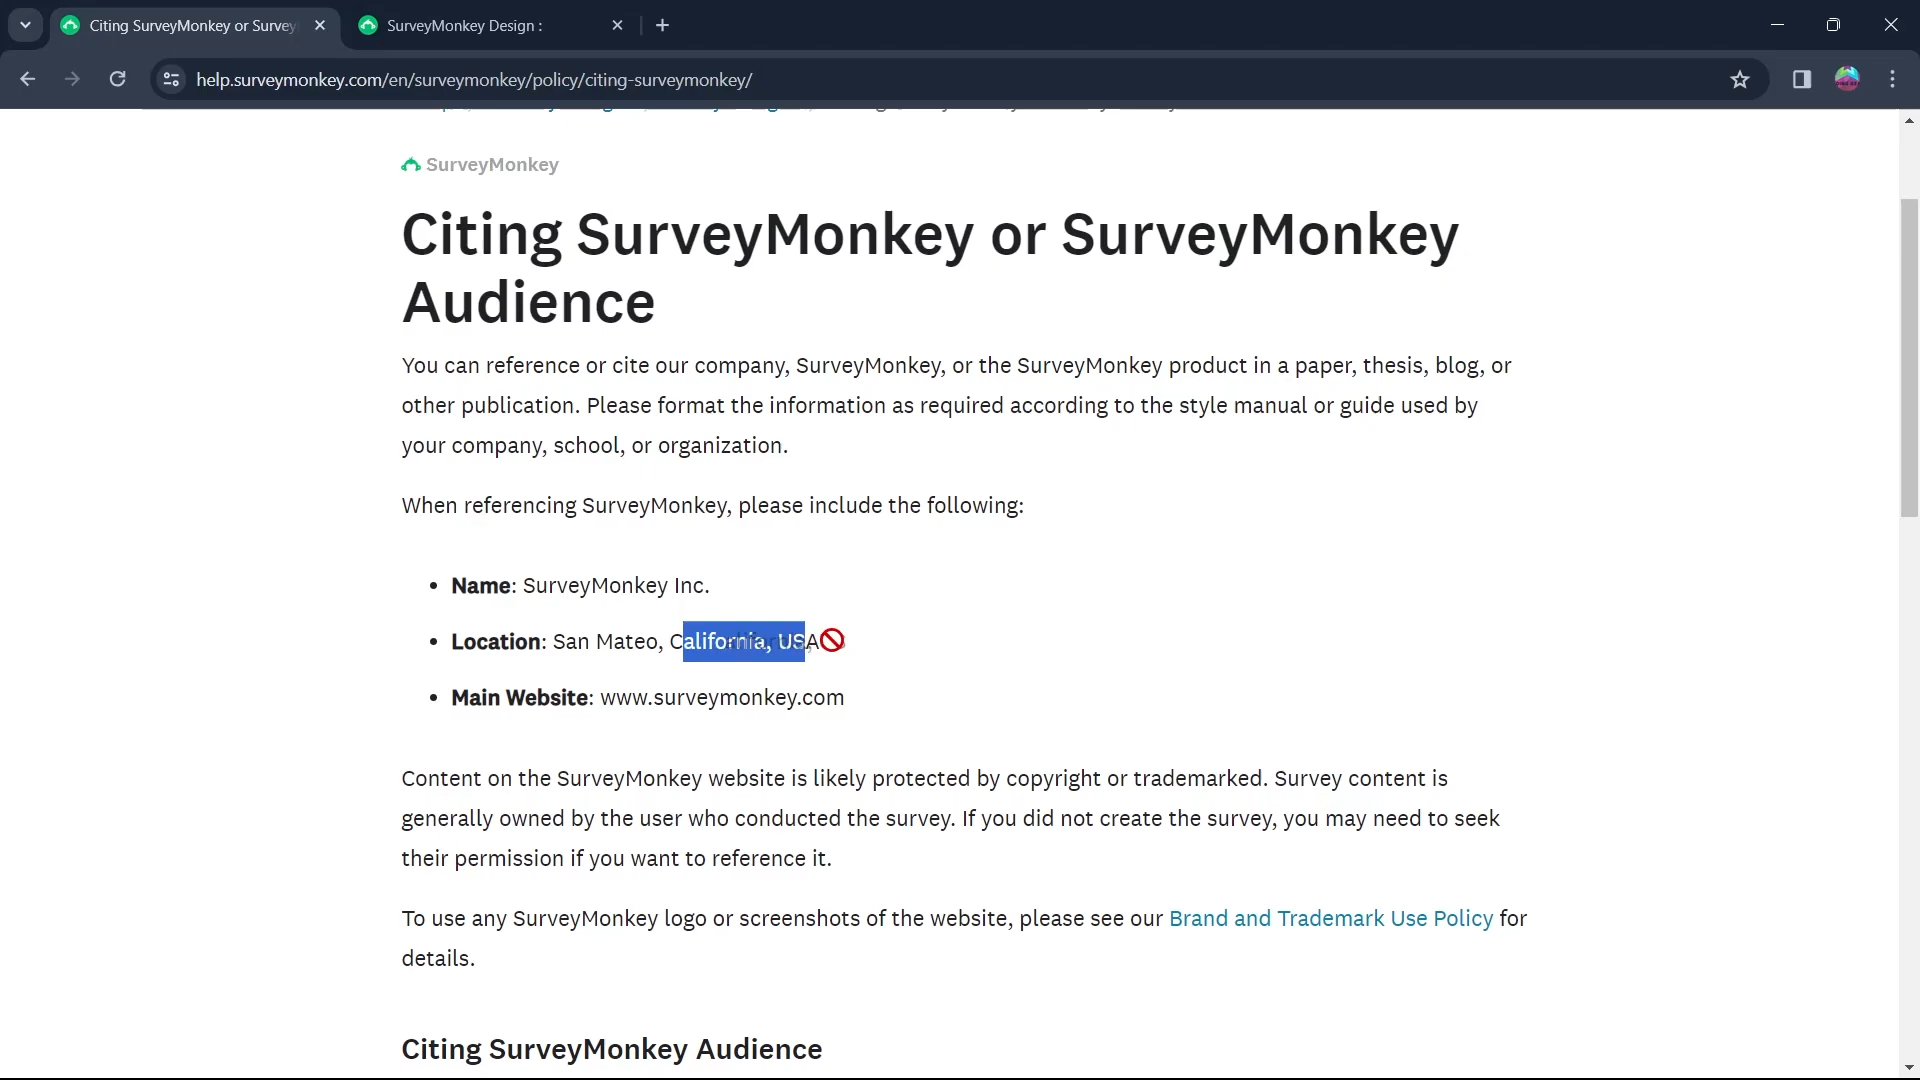 Citing SurveyMonkey or Survey
SurveyMonkey Design :
help.surveymonkey.com/en/surveymonkey/policy/citing-surveymonkey/
SurveyMonkey
Citing SurveyMonkey or SurveyMonkey
Audience
You can reference or cite our company, SurveyMonkey, or the SurveyMonkey product in a paper, thesis, blog, or
other publication. Please format the information as required according to the style manual or guide used by
your company, school, or organization.
When referencing SurveyMonkey, please include the following:
• Name: SurveyMonkey Inc.
• Location: San Mateo, California, USA
• Main Website: www.surveymonkey.com
Content on the SurveyMonkey website is likely protected by copyright or trademarked. Survey content is
generally owned by the user who conducted the survey. If you did not create the survey, you may need to seek
their permission if you want to reference it.
To use any SurveyMonkey logo or screenshots of the website, please see our Brand and Trademark Use Policy for
details.
Citing SurveyMonkey Audience